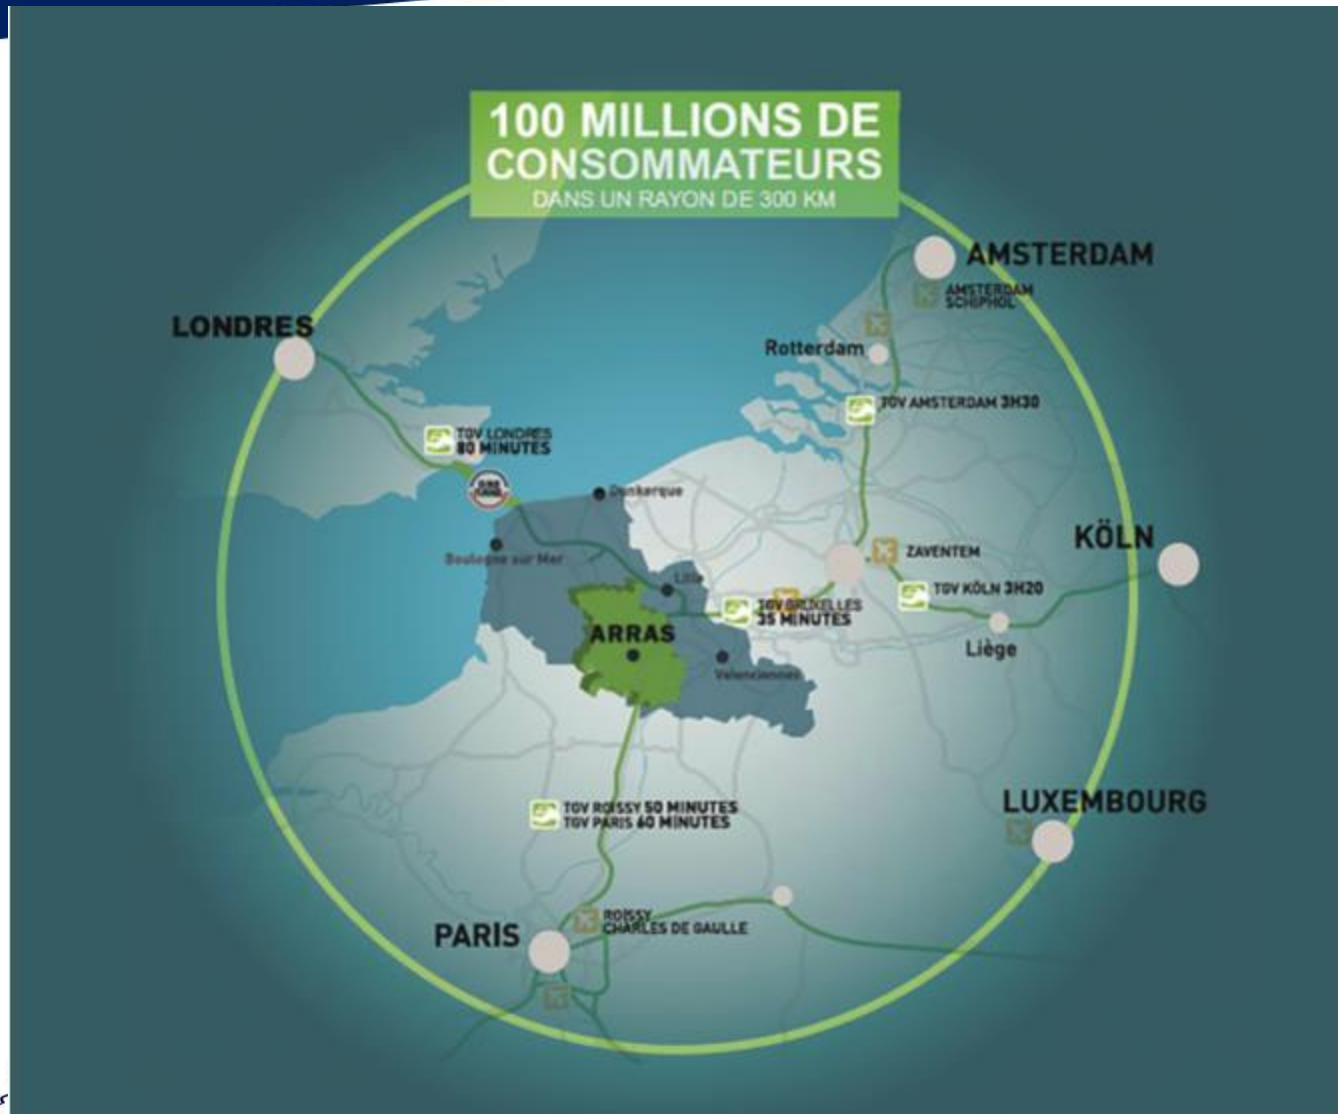 100 MILLIONS DE
CONSOMMATEURS
DANS UN RAYON DE 300 KM
AMSTERDAM
AMSTERDAM
SCHIPHOL
LONDRES
Rotterdam
TGV AMSTERDAM 3H30
TGV LONDRES
80 MINUTES
Dunkerque
KÖLN
Boulogne sur Mer
ZAVENTEM
Lille
TGV KÖLN 3H20
TGV BRUXELLES
35 MINUTES
ARRAS
Liège
Valenciennes
LUXEMBOURG
TGV ROISSY 50 MINUTES
TGV PARIS 60 MINUTES
ROISSY
CHARLES DE GAULLE
PARIS